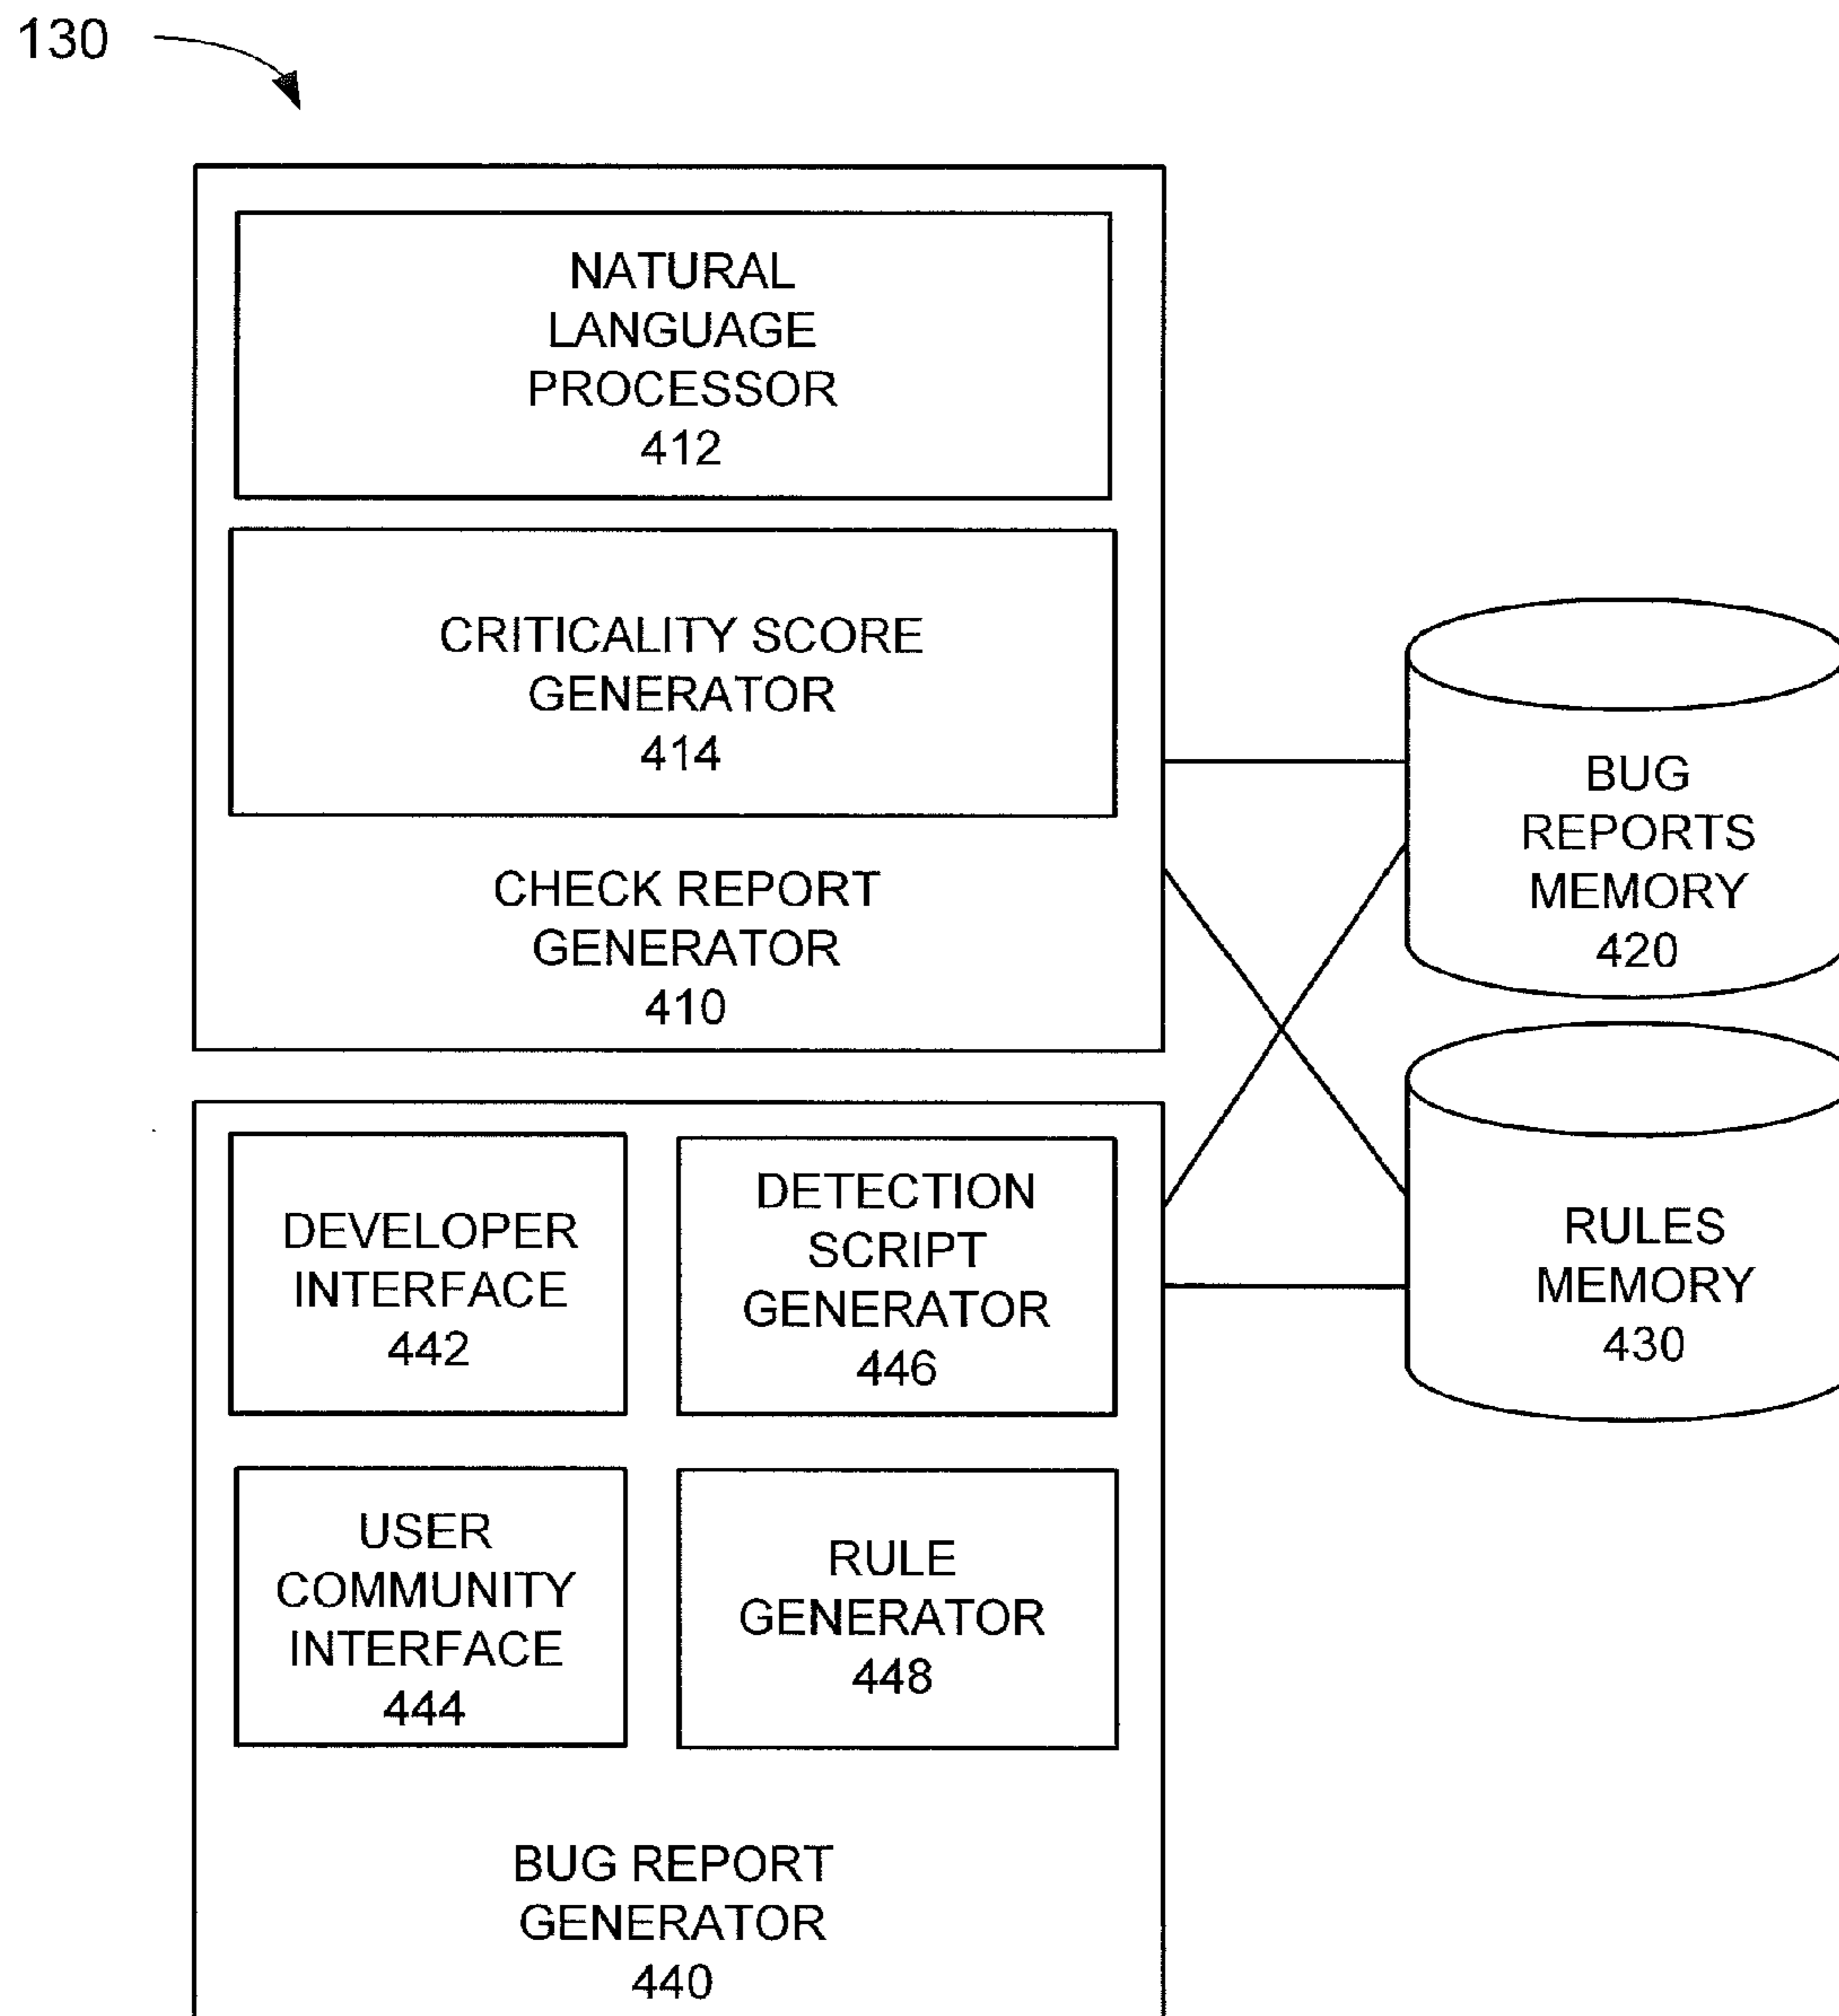 130
NATURAL
LANGUAGE
PROCESSOR
412
CRITICALITY SCORE
GENERATOR
414
CHECK REPORT
GENERATOR
410
BUG
REPORTS
MEMORY
420
RULES
MEMORY
430
DEVELOPER
INTERFACE
442
DETECTION
SCRIPT
GENERATOR
446
USER
COMMUNITY
INTERFACE
444
RULE
GENERATOR
448
BUG REPORT
GENERATOR
440